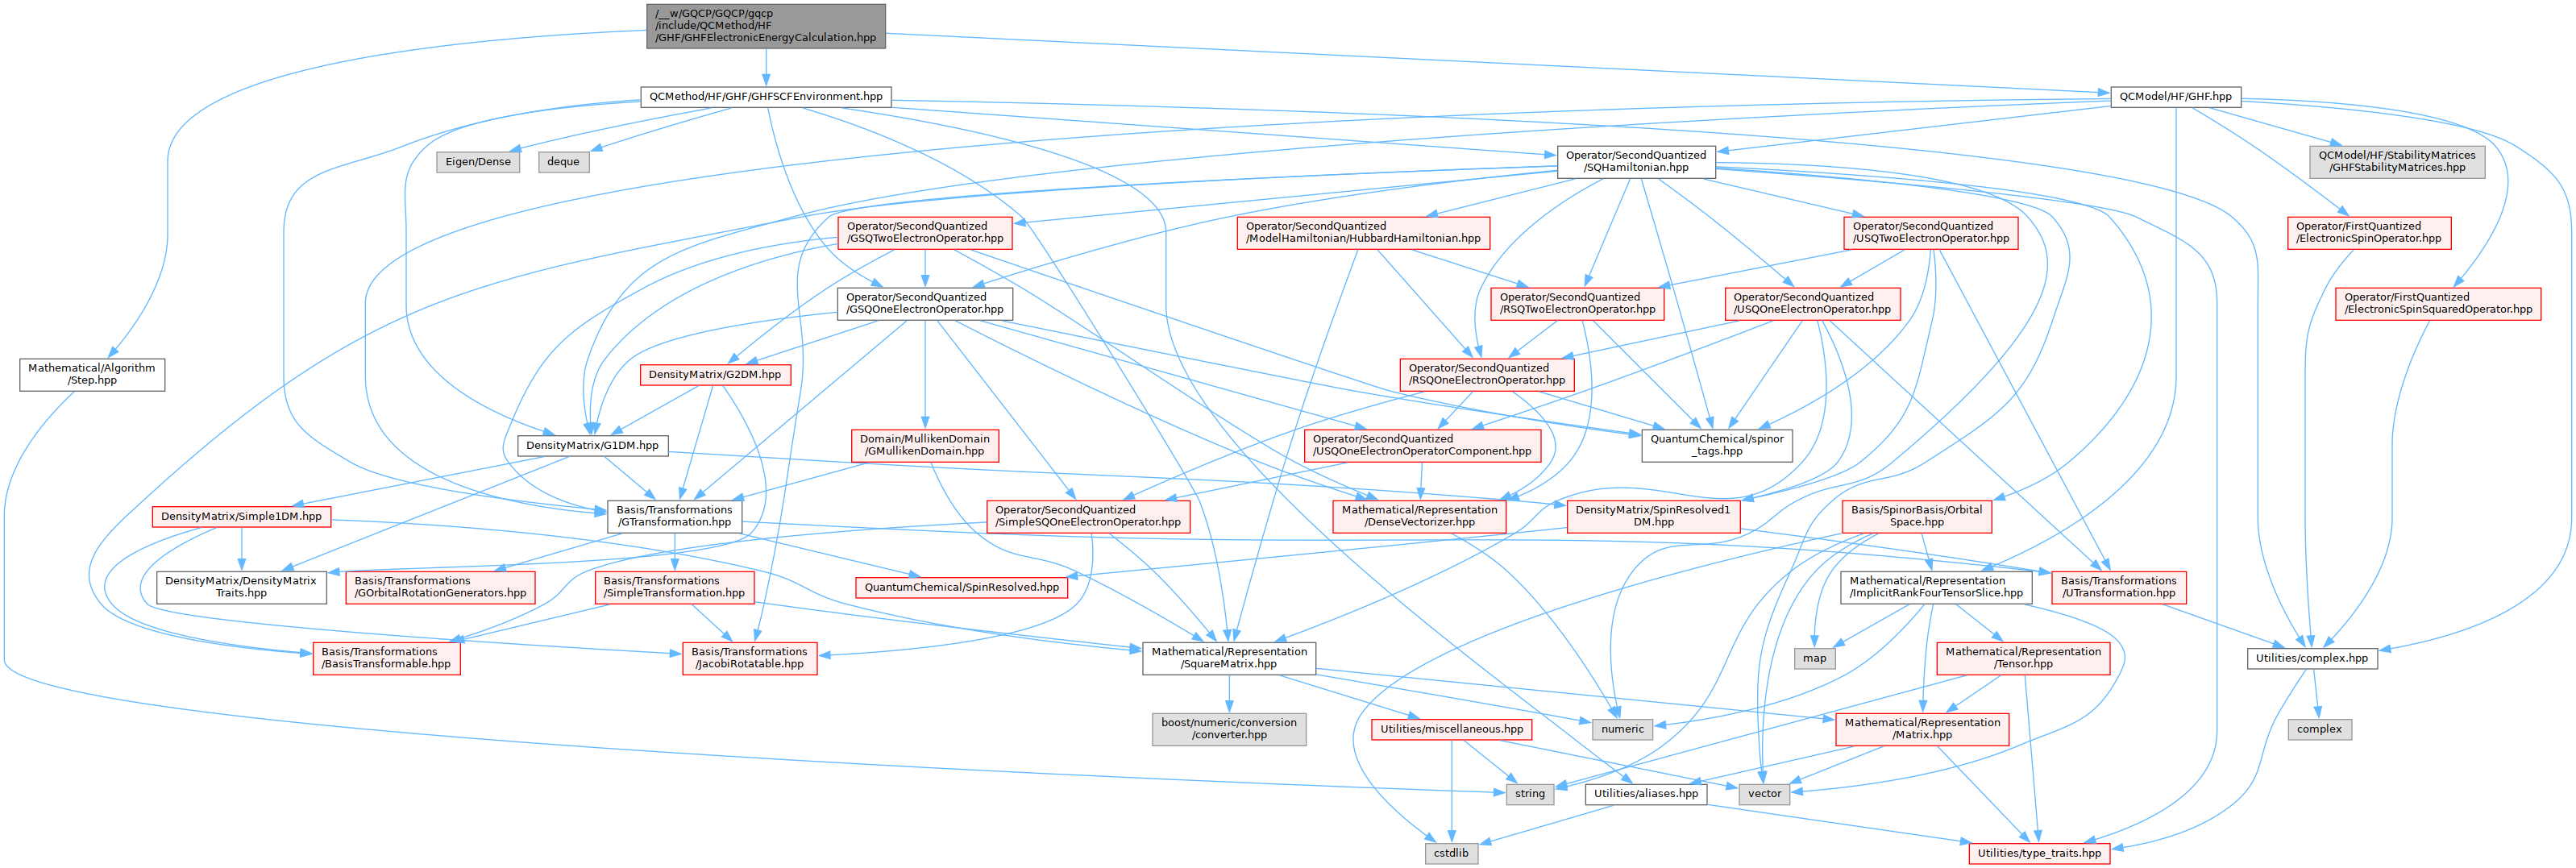 /__w/GQCP/GQCP/gqcp
/include/QCMethod/HF
/GHF/GHFElectronicEnergyCalculation.hpp
QCMethod/HF/GHF/GHFSCFEnvironment.hpp
QCModel/HF/GHF.hpp
Eigen/Dense
deque
Operator/SecondQuantized
/SQHamiltonian.hpp
QCModel/HF/StabilityMatrices
/GHFStabilityMatrices.hpp
Operator/SecondQuantized
/GSQTwoElectronOperator.hpp
Operator/SecondQuantized
/ModelHamiltonian/HubbardHamiltonian.hpp
Operator/SecondQuantized
/USQTwoElectronOperator.hpp
Operator/FirstQuantized
/ElectronicSpinOperator.hpp
Operator/SecondQuantized
/GSQOneElectronOperator.hpp
Operator/SecondQuantized
/RSQTwoElectronOperator.hpp
Operator/SecondQuantized
/USQOneElectronOperator.hpp
Operator/FirstQuantized
/ElectronicSpinSquaredOperator.hpp
Mathematical/Algorithm
/Step.hpp
DensityMatrix/G2DM.hpp
Operator/SecondQuantized
/RSQOneElectronOperator.hpp
DensityMatrix/G1DM.hpp
Domain/MullikenDomain
/GMullikenDomain.hpp
Operator/SecondQuantized
/USQOneElectronOperatorComponent.hpp
QuantumChemical/spinor
_tags.hpp
DensityMatrix/Simple1DM.hpp
Basis/Transformations
/GTransformation.hpp
Operator/SecondQuantized
/SimpleSQOneElectronOperator.hpp
Mathematical/Representation
/DenseVectorizer.hpp
DensityMatrix/SpinResolved1
DM.hpp
Basis/SpinorBasis/Orbital
Space.hpp
DensityMatrix/DensityMatrix
Traits.hpp
Basis/Transformations
/GOrbitalRotationGenerators.hpp
Basis/Transformations
/SimpleTransformation.hpp
QuantumChemical/SpinResolved.hpp
Mathematical/Representation
/ImplicitRankFourTensorSlice.hpp
Basis/Transformations
/UTransformation.hpp
Basis/Transformations
/BasisTransformable.hpp
Basis/Transformations
/JacobiRotatable.hpp
Mathematical/Representation
/SquareMatrix.hpp
map
Mathematical/Representation
/Tensor.hpp
Utilities/complex.hpp
boost/numeric/conversion
/converter.hpp
Utilities/miscellaneous.hpp
numeric
Mathematical/Representation
/Matrix.hpp
complex
string
Utilities/aliases.hpp
vector
cstdlib
Utilities/type_traits.hpp